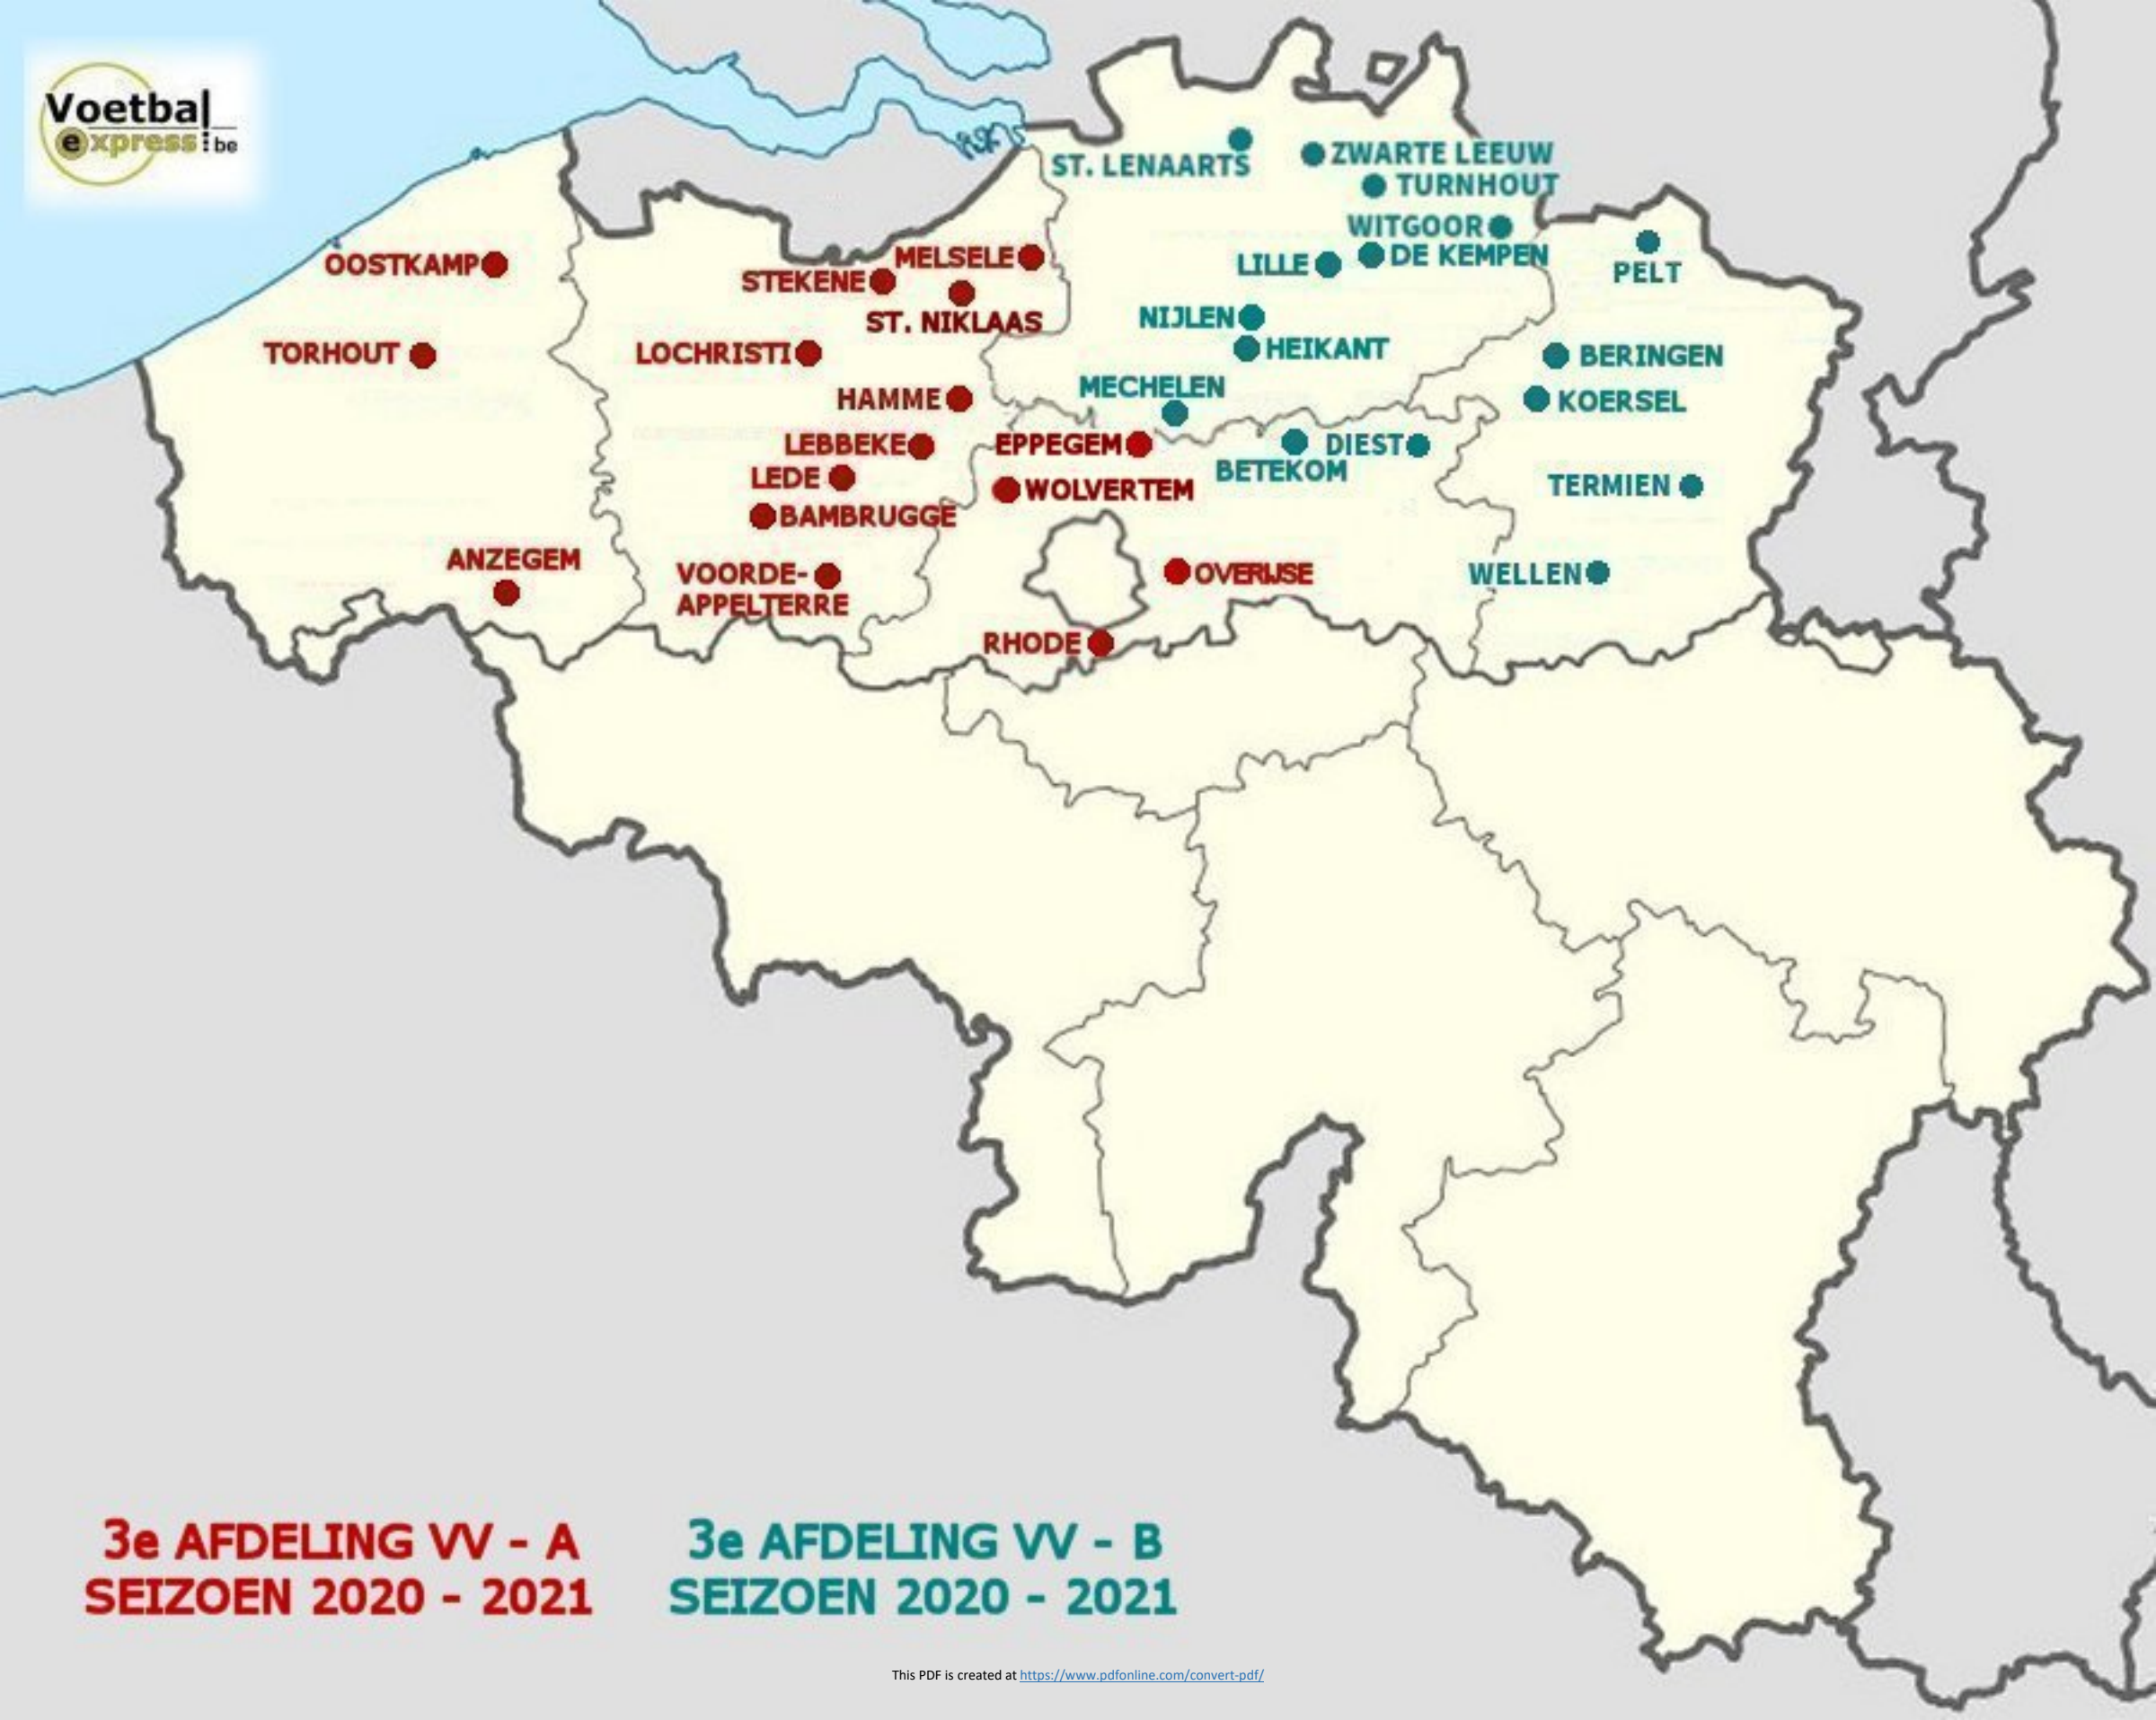 Voetbal
express.be
ST. LENAARTS
ZWARTE LEEUW
TURNHOUT
WITGOOR
OOSTKAMP
MELSELE
LILLE
DE KEMPEN
PELT
STEKENE
ST. NIKLAAS
NIJLEN
TORHOUT
LOCHRISTI
HEIKANT
BERINGEN
HAMME
MECHELEN
KOERSEL
LEBBEKE
EPPEGEM
BETEKOM
DIEST
LEDE
WOLVERTEM
TERMIEN
BAMBRUGGE
ANZEGEM
VOORDE-
APPELTERRE
OVERIJSE
WELLEN
RHODE
3e AFDELING VV - A
SEIZOEN 2020 - 2021
3e AFDELING VV - B
SEIZOEN 2020 - 2021
This PDF is created at https://www.pdfonline.com/convert-pdf/